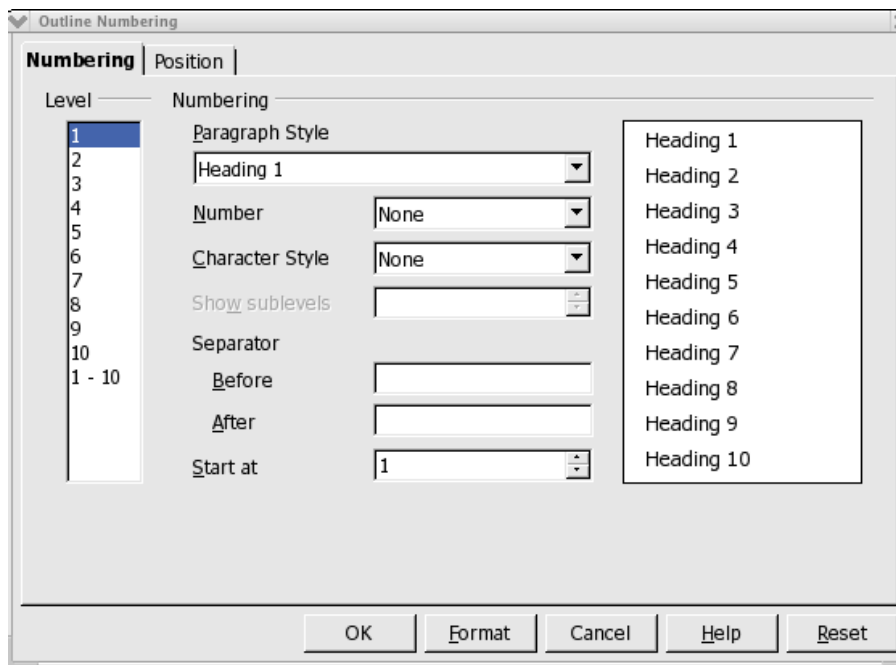 Outline Numbering
Numbering Position
Level Numbering
1
2
3
4
5
6
7
8
9
10
1 - 10
Paragraph Style
Heading 1
Number None
Character Style None
Show sublevels
Separator
Before
After
Start at 1
Heading 1
Heading 2
Heading 3
Heading 4
Heading 5
Heading 6
Heading 7
Heading 8
Heading 9
Heading 10
OK Format Cancel Help Reset